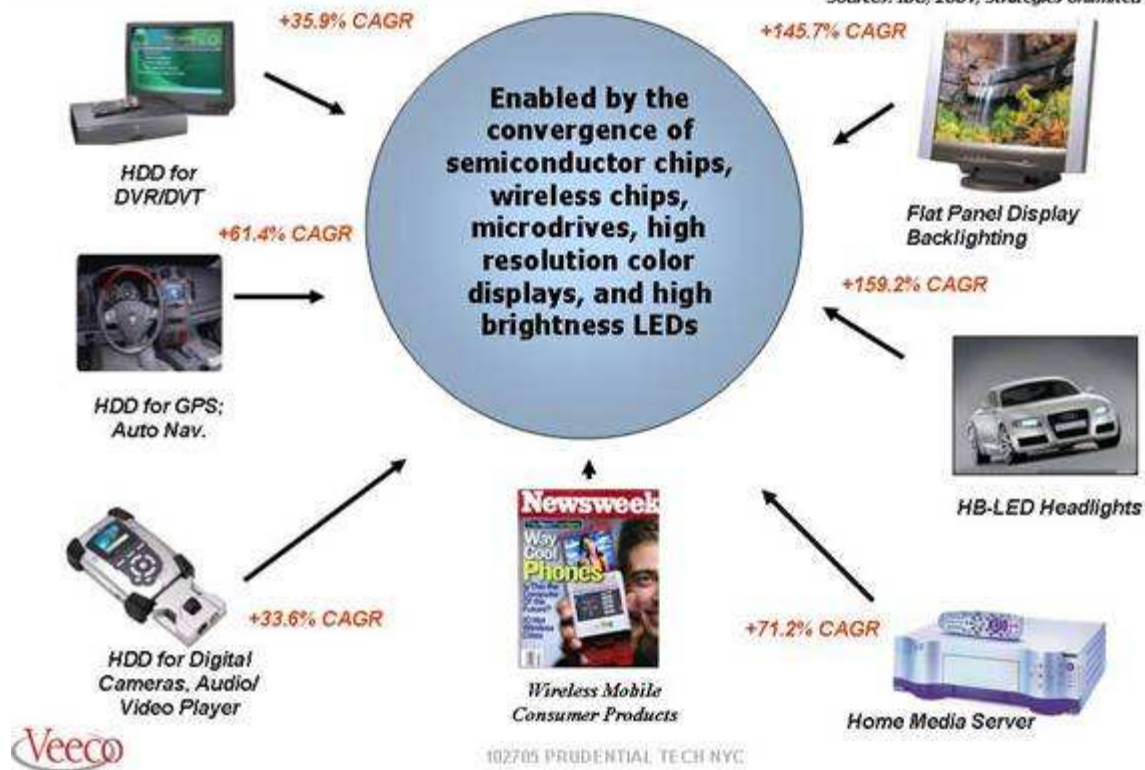 +35.9% CAGR
+145.7% CAGR
HDD for
DVR/DVT
Enabled by the
convergence of
semiconductor chips,
wireless chips,
microdrives, high
resolution color
displays, and high
brightness LEDs
Flat Panel Display
Backlighting
+61.4% CAGR
+159.2% CAGR
HDD for GPS;
Auto Nav.
HB-LED Headlights
Newsweek
Way
Cool
Phones
+33.6% CAGR
+71.2% CAGR
HDD for Digital
Cameras, Audio/
Video Player
Wireless Mobile
Consumer Products
Home Media Server
Veeco
102705 PRUDENTIAL TECH NYC